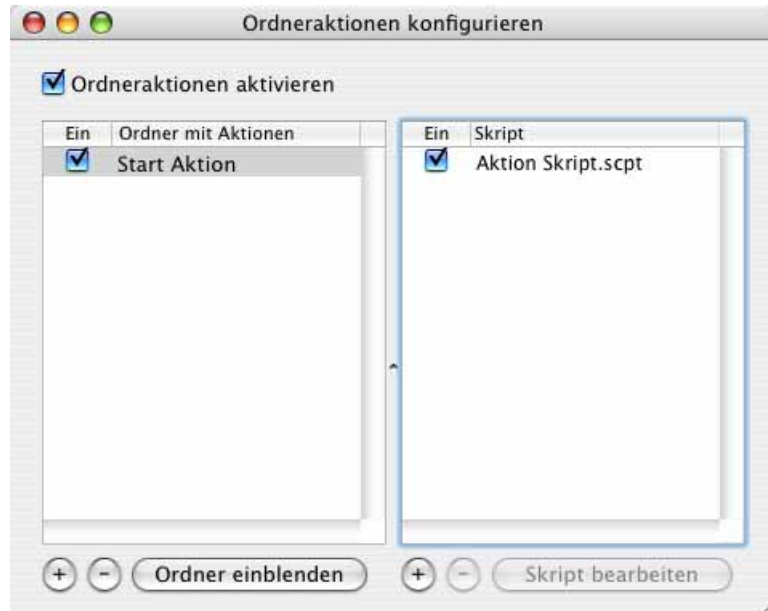 Ordneraktionen konfigurieren
Ordneraktionen aktivieren
Ein Ordner mit Aktionen
Start Aktion
Ein Skript
Aktion Skript.scpt
+ - Ordner einblenden
+ - Skript bearbeiten